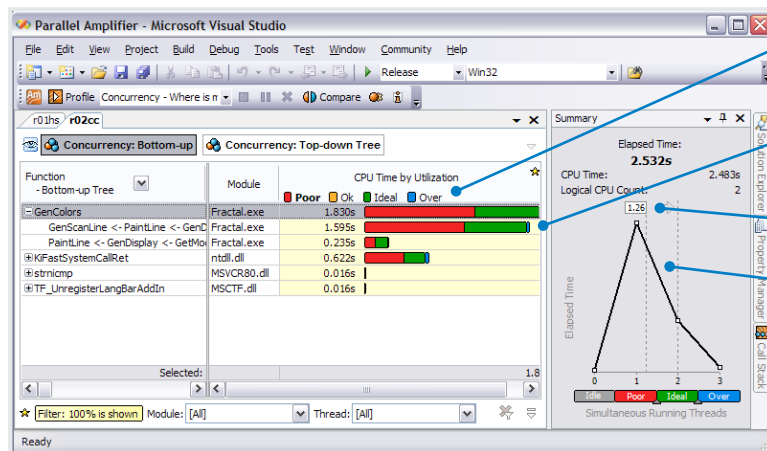 Parallel Amplifier - Microsoft Visual Studio
File Edit View Project Build Debug Tools Test Window Community Help
Release Win32
Profile Concurrency - Where is m Compare
r01hs r02cc
Summary
Concurrency: Bottom-up Concurrency: Top-down Tree
Function
- Bottom-up Tree
Module
CPU Time by Utilization
Poor Ok Ideal Over
GenColors Fractal.exe 1.830s
GenScanLine <- PaintLine <- GenD Fractal.exe 1.595s
PaintLine <- GenDisplay <- GetMo Fractal.exe 0.235s
KiFastSystemCallRet ntdll.dll 0.622s
strnicmp MSVCR80.dll 0.016s
TF_UnregisterLangBarAddIn MSCTF.dll 0.016s
Selected: 1.8
Filter: 100% is shown Module: [All] Thread: [All]
Ready
Elapsed Time:
2.532s
CPU Time: 2.483s
Logical CPU Count: 2
1.26
Elapsed Time
0 1 2 3
Idle Poor Ideal Over
Simultaneous Running Threads
Solution Explorer
Property Manager
Call Stack